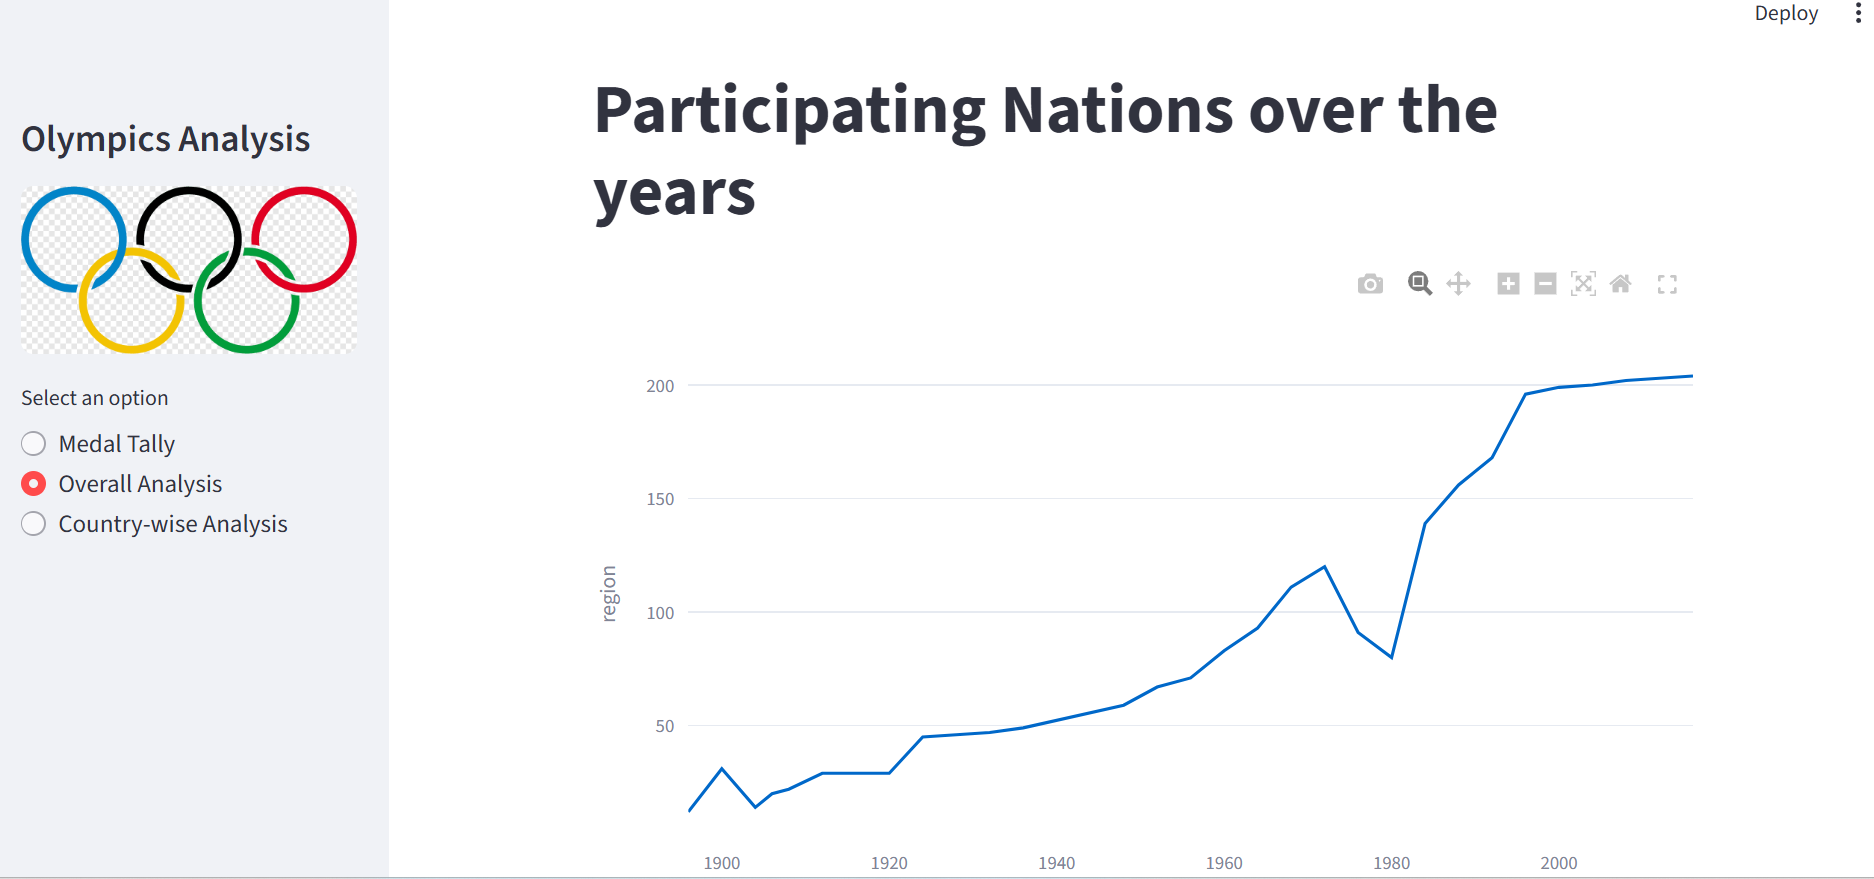 Deploy
Olympics Analysis
Select an option
Medal Tally
Overall Analysis
Country-wise Analysis
Participating Nations over the
years
200
150
100
50
region
1900 1920 1940 1960 1980 2000